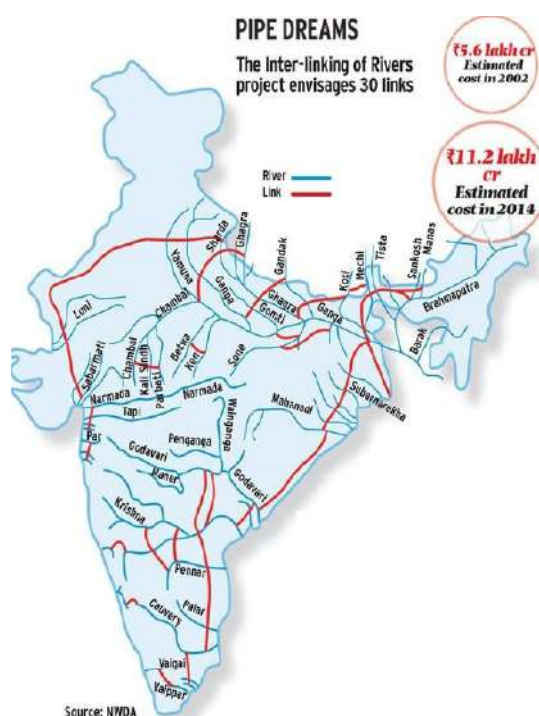 PIPE DREAMS
The Inter-linking of Rivers
project envisages 30 links
₹5.6 lakh cr
Estimated
cost in 2002
₹11.2 lakh
cr
Estimated
cost in 2014
River
Link
Sharda
Ghagra
Yamuna
Ganga
Gandak
Ghagra
Gomti
Kosi
Mechi
Tista
Sankosh
Manas
Ganga
Brahmaputra
Barak
Luni
Chambal
Sabarmati
Chambal
Kali Sindh
Parbati
Betwa
Ken
Sone
Narmada
Narmada
Tapi
Wainganga
Mahanadi
Subarnarekha
Par
Godavari
Penganga
Maner
Godavari
Krishna
Pennar
Cauvery
Palar
Vaigai
Vaippar
Source: NWDA